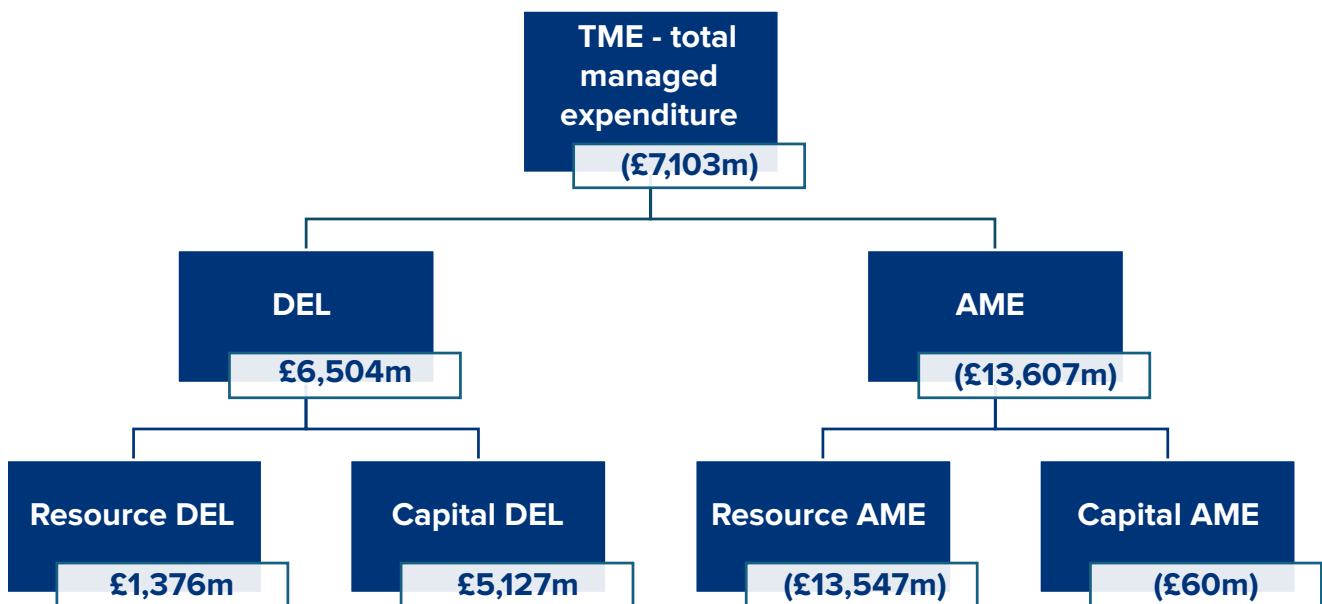 TME - total
managed
expenditure
(£7,103m)
DEL
£6,504m
AME
(£13,607m)
Resource DEL
£1,376m
Capital DEL
£5,127m
Resource AME
(£13,547m)
Capital AME
(£60m)